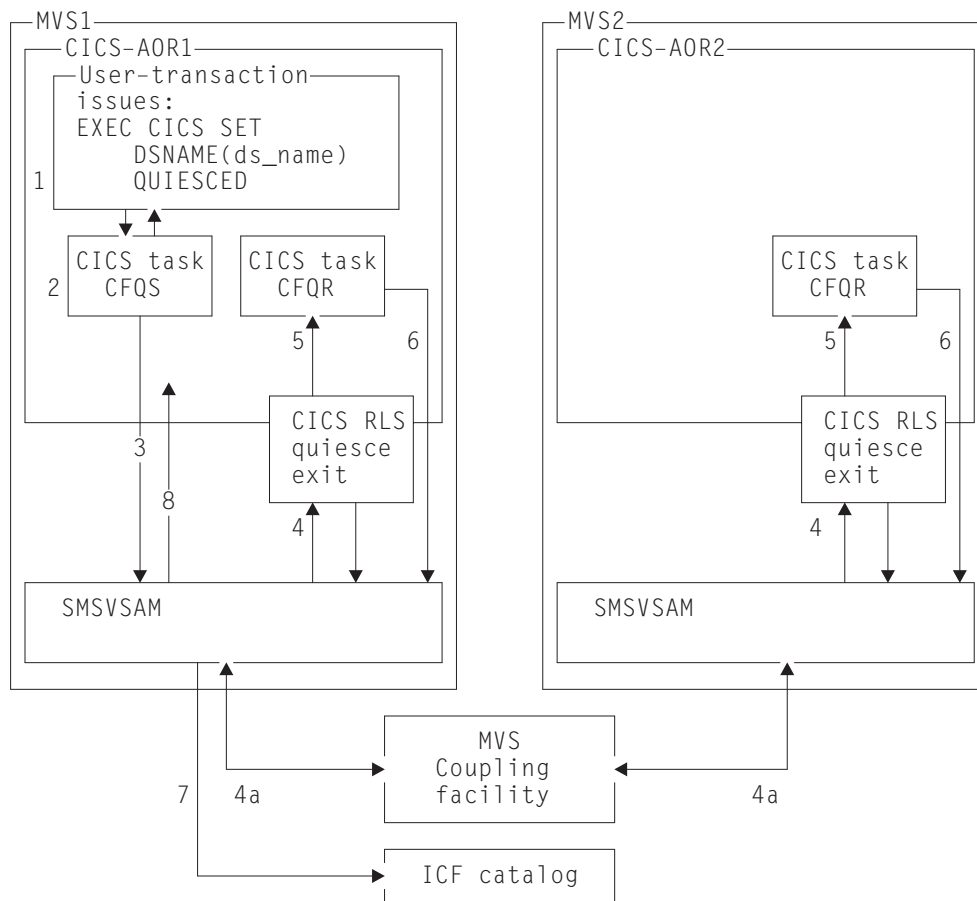 MVS1
CICS-AOR1
User-transaction
issues:
EXEC CICS SET
DSNAME(ds_name)
QUIESCED
1
CICS task
CFQS
2
CICS task
CFQR
5
6
3
8
CICS RLS
quiesce
exit
4
SMSVSAM
MVS2
CICS-AOR2
CICS task
CFQR
5
6
CICS RLS
quiesce
exit
4
SMSVSAM
MVS
Coupling
facility
7
4a
4a
ICF catalog